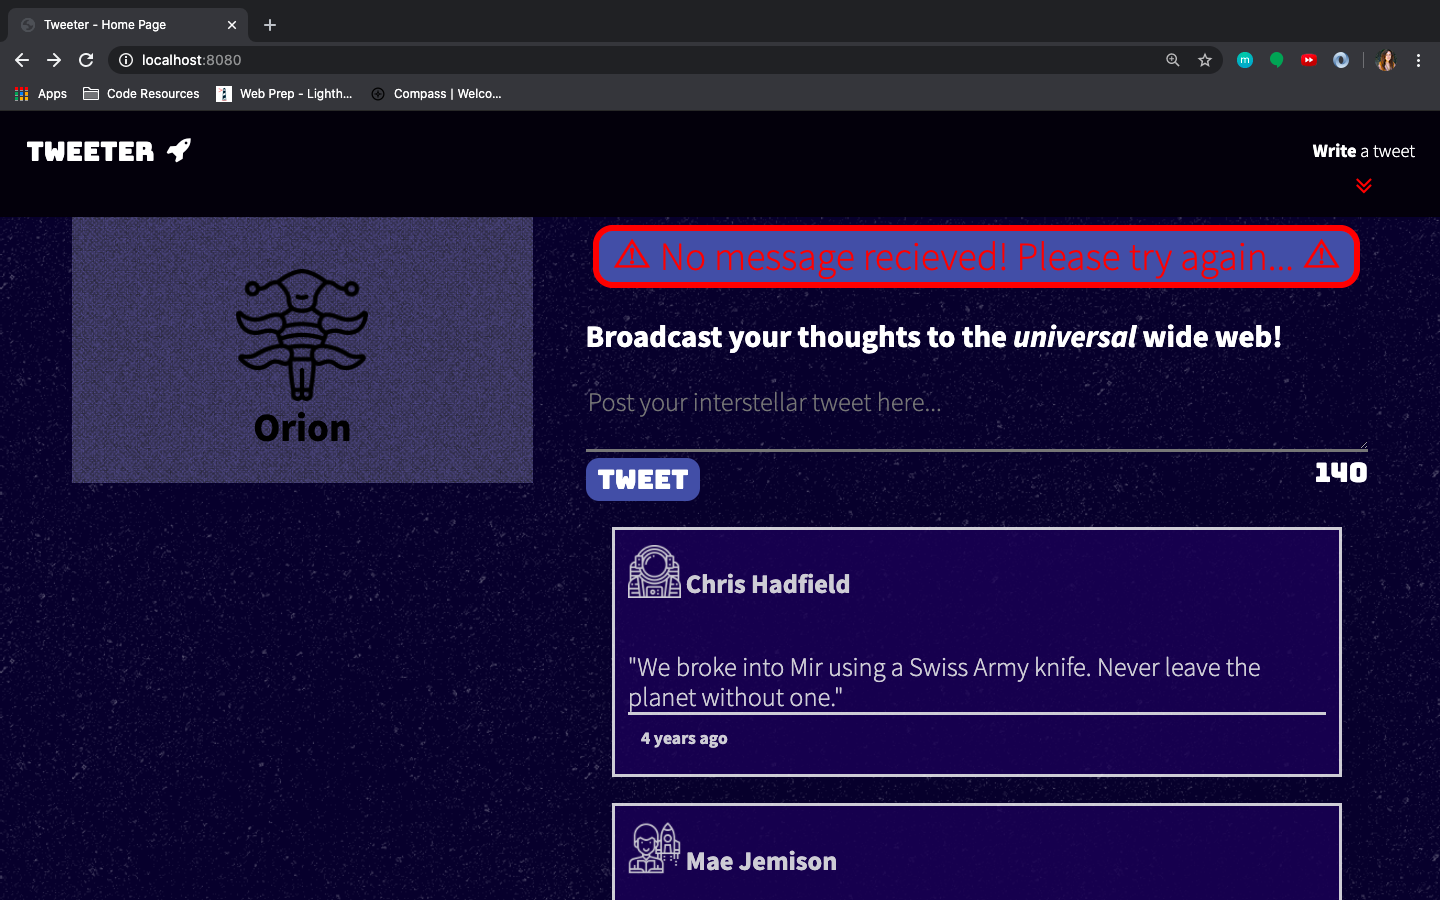 Tweeter - Home Page
localhost:8080
Apps
Code Resources
Web Prep - Lighth...
Compass | Welco...
TWEETER
Write a tweet
⚠ No message recieved! Please try again... ⚠
Orion
Broadcast your thoughts to the universal wide web!
Post your interstellar tweet here...
TWEET
140
Chris Hadfield
"We broke into Mir using a Swiss Army knife. Never leave the
planet without one."
4 years ago
Mae Jemison